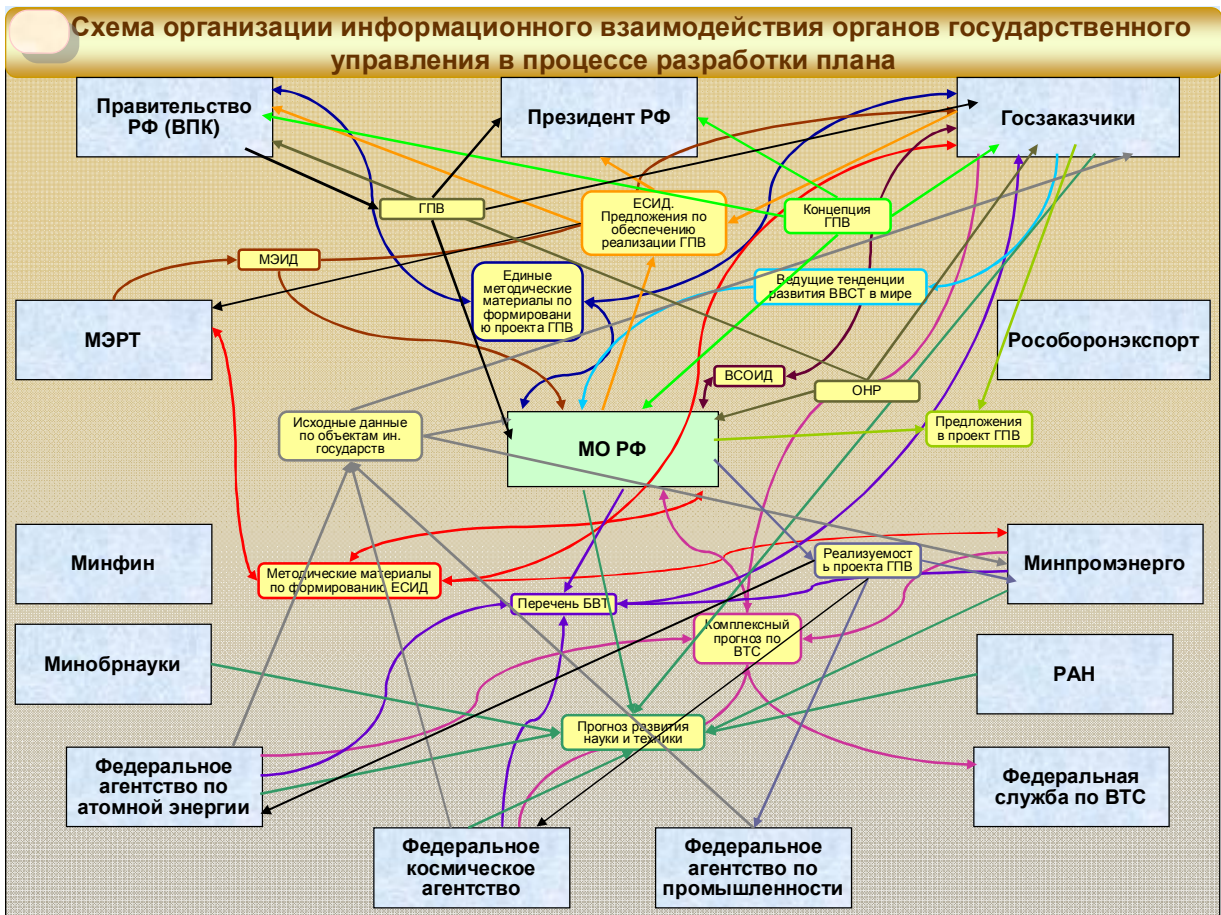 Схема организации информационного взаимодействия органов государственного
управления в процессе разработки плана
Правительство
РФ (ВПК)
Президент РФ
Госзаказчики
ГПВ
ЕСИД.
Предложения по
обеспечению
реализации ГПВ
Концепция
ГПВ
МЭИД
Единые
методические
материалы по
формировани
ю проекта ГПВ
Ведущие тенденции
развития ВВСТ в мире
МЭРТ
Рособоронэкспорт
ВСОИД
ОНР
Исходные данные
по объектам ин.
государств
МО РФ
Предложения
в проект ГПВ
Минфин
Методические материалы
по формированию ЕСИД
Реализуемост
ь проекта ГПВ
Минпромэнерго
Перечень БВТ
Комплексный
прогноз по
ВТС
Минобрнауки
РАН
Прогноз развития
науки и техники
Федеральное
агентство по
атомной энергии
Федеральная
служба по ВТС
Федеральное
космическое
агентство
Федеральное
агентство по
промышленности